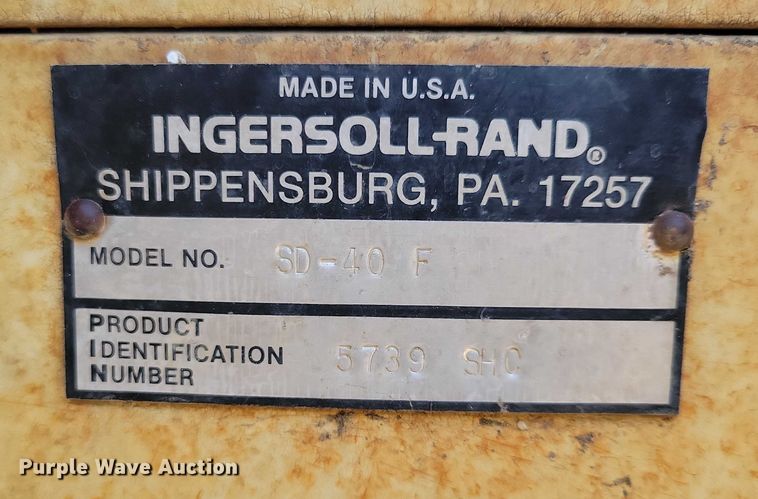 MADE IN U.S.A.
INGERSOLL-RAND®
SHIPPENSBURG, PA. 17257
MODEL NO. SD-40 F
PRODUCT
IDENTIFICATION 5739 SHC
NUMBER
Purple Wave Auction